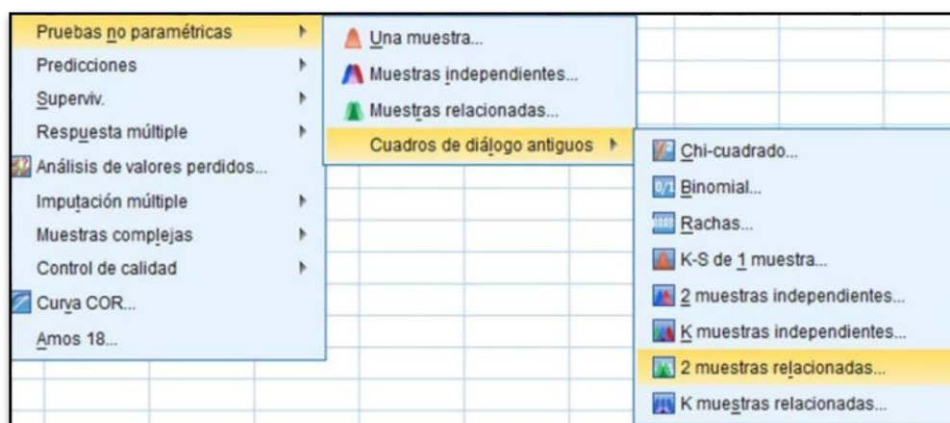 Pruebas no paramétricas
Predicciones
Superviv.
Respuesta múltiple
Análisis de valores perdidos...
Imputación múltiple
Muestras complejas
Control de calidad
Curva COR...
Amos 18...
Una muestra...
Muestras independientes...
Muestras relacionadas...
Cuadros de diálogo antiguos
Chi-cuadrado...
Binomial...
Rachas...
K-S de 1 muestra...
2 muestras independientes...
K muestras independientes...
2 muestras relacionadas...
K muestras relacionadas...